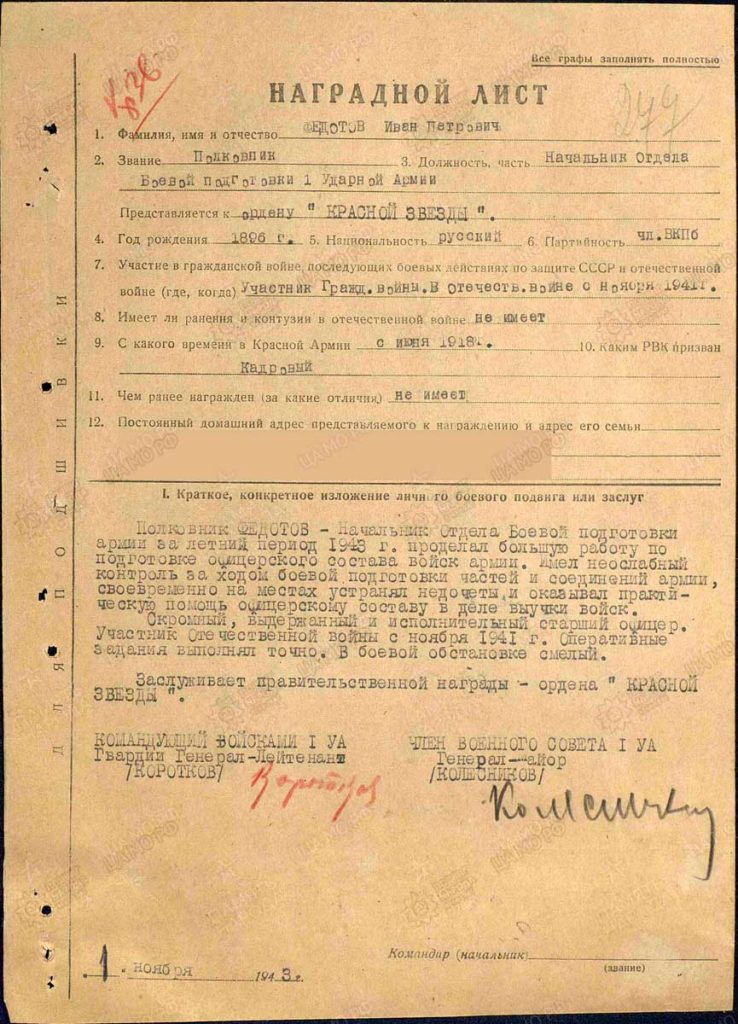 Все графы заполнять полностью
836
277
НАГРАДНОЙ ЛИСТ
1. Фамилия, имя и отчество ФЕДОТОВ Иван Петрович
2. Звание Полковник 3. Должность, часть Начальник Отдела
Боевой подготовки 1 Ударной Армии
Представляется к ордену " КРАСНОЙ ЗВЕЗДЫ ".
4. Год рождения 1896 г. 5. Национальность русский 6. Партийность чл.ВКПб
7. Участие в гражданской войне, последующих боевых действиях по защите СССР и отечественной
войне (где, когда) Участник Гражд.войны.В Отечеств.войне с ноября 1941г.
8. Имеет ли ранения и контузии в отечественной войне не имеет
9. С какого времени в Красной Армии с июня 1918г. 10. Каким РВК призван
Кадровый
11. Чем ранее награжден (за какие отличия) не имеет
12. Постоянный домашний адрес представляемого к награждению и адрес его семьи
I. Краткое, конкретное изложение личного боевого подвига или заслуг
Полковник ФЕДОТОВ - Начальник Отдела Боевой подготовки
армии за летний период 1943 г. проделал большую работу по
подготовке офицерского состава войск армии. Имел неослабный
контроль за ходом боевой подготовки частей и соединений армии,
своевременно на местах устранял недочеты и оказывал практи-
ческую помощь офицерскому составу в деле выучки войск.
Скромный, выдержанный и исполнительный старший офицер.
Участник Отечественной войны с ноября 1941 г. Оперативные
задания выполнял точно. В боевой обстановке смелый.
Заслуживает правительственной награды - ордена " КРАСНОЙ
ЗВЕЗДЫ ".
КОМАНДУЮЩИЙ ВОЙСКАМИ I УА
Гвардии Генерал-Лейтенант
/КОРОТКОВ/ Коротков
ЧЛЕН ВОЕННОГО СОВЕТА I УА
Генерал-майор
/КОЛЕСНИКОВ/
Командир (начальник)
(звание)
1 ноября 1943 г.
ДЛЯ ПОДШИВКИ
ЦАМО РФ